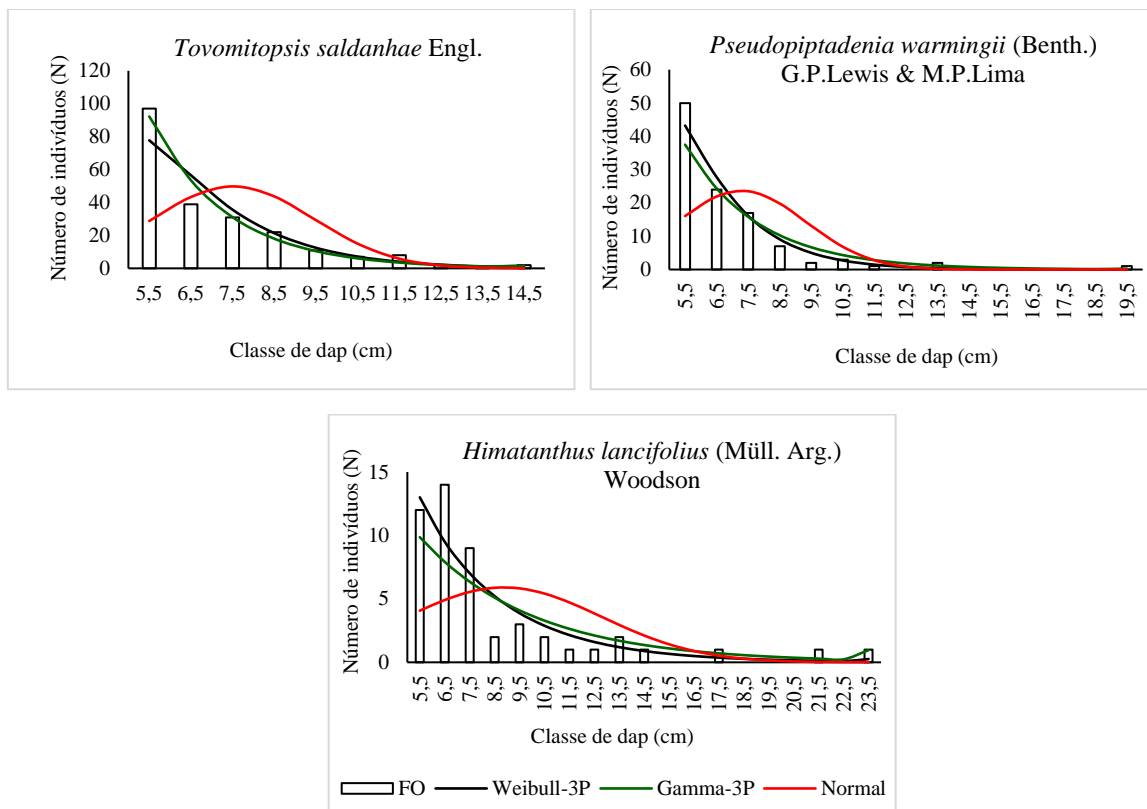 Tovomitopsis saldanhae Engl.
Número de indivíduos (N)
120
100
80
60
40
20
0
5,5 6,5 7,5 8,5 9,5 10,5 11,5 12,5 13,5 14,5
Classe de dap (cm)
Pseudopiptadenia warmingii (Benth.)
G.P.Lewis & M.P.Lima
Número de indivíduos (N)
60
50
40
30
20
10
0
5,5 6,5 7,5 8,5 9,5 10,5 11,5 12,5 13,5 14,5 15,5 16,5 17,5 18,5 19,5
Classe de dap (cm)
Himatanthus lancifolius (Müll. Arg.)
Woodson
Número de indivíduos (N)
15
10
5
0
5,5 6,5 7,5 8,5 9,5 10,5 11,5 12,5 13,5 14,5 15,5 16,5 17,5 18,5 19,5 20,5 21,5 22,5 23,5
Classe de dap (cm)
FO Weibull-3P Gamma-3P Normal